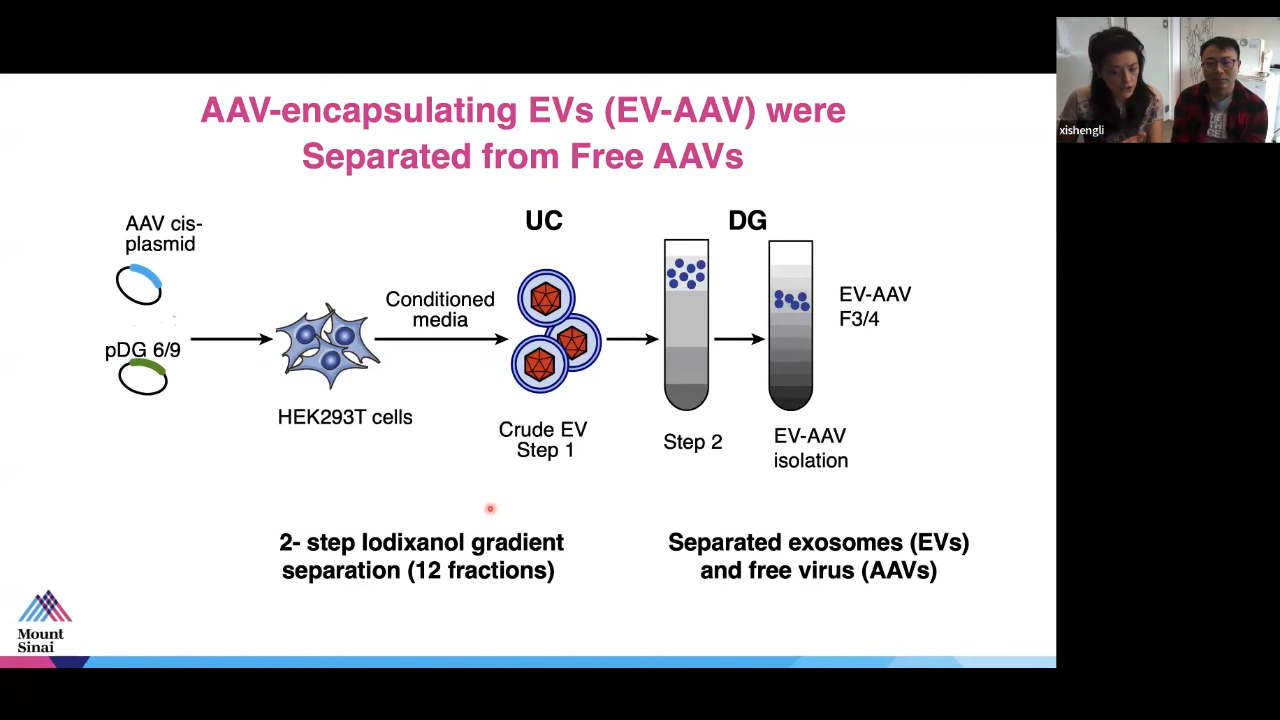 AAV-encapsulating EVs (EV-AAV) were
Separated from Free AAVs
xishengli
AAV cis-
plasmid
pDG 6/9
HEK293T cells
Conditioned
media
UC
Crude EV
Step 1
DG
Step 2
EV-AAV
isolation
EV-AAV
F3/4
2- step Iodixanol gradient
separation (12 fractions)
Separated exosomes (EVs)
and free virus (AAVs)
Mount
Sinai